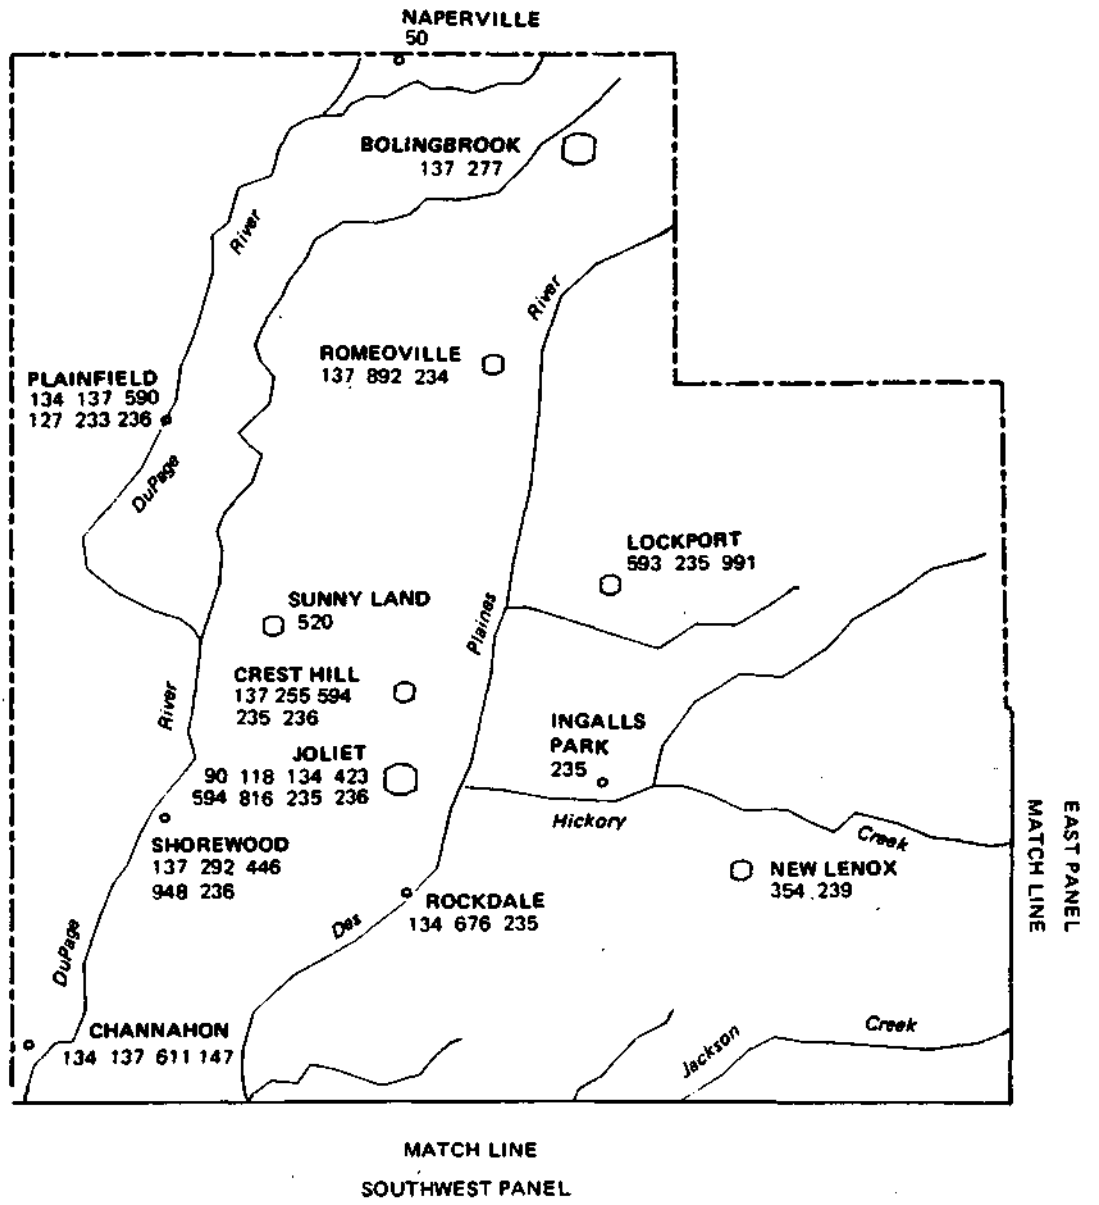 NAPERVILLE
50
BOLINGBROOK
137 277
River
River
ROMEOVILLE
137 892 234
PLAINFIELD
134 137 590
127 233 236
DuPage
LOCKPORT
593 235 991
SUNNY LAND
520
Plaines
CREST HILL
137 255 594
235 236
River
INGALLS
PARK
235
JOLIET
90 118 134 423
594 816 235 236
Hickory
Creek
SHOREWOOD
137 292 446
948 236
NEW LENOX
354 239
ROCKDALE
134 676 235
Des
DuPage
EAST PANEL
MATCH LINE
CHANNAHON
134 137 611 147
Jackson
Creek
MATCH LINE
SOUTHWEST PANEL